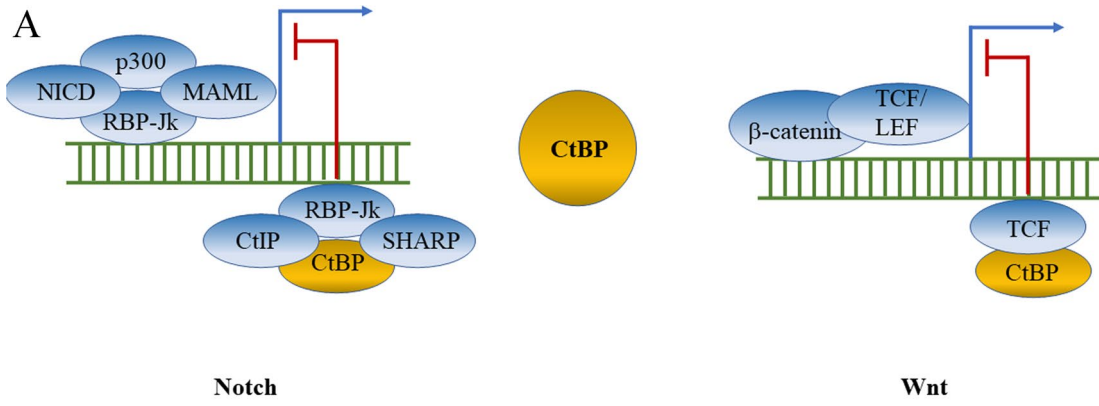 A
p300
NICD
MAML
RBP-Jk
RBP-Jk
CtIP
SHARP
CtBP
Notch
CtBP
TCF/
LEF
β-catenin
TCF
CtBP
Wnt